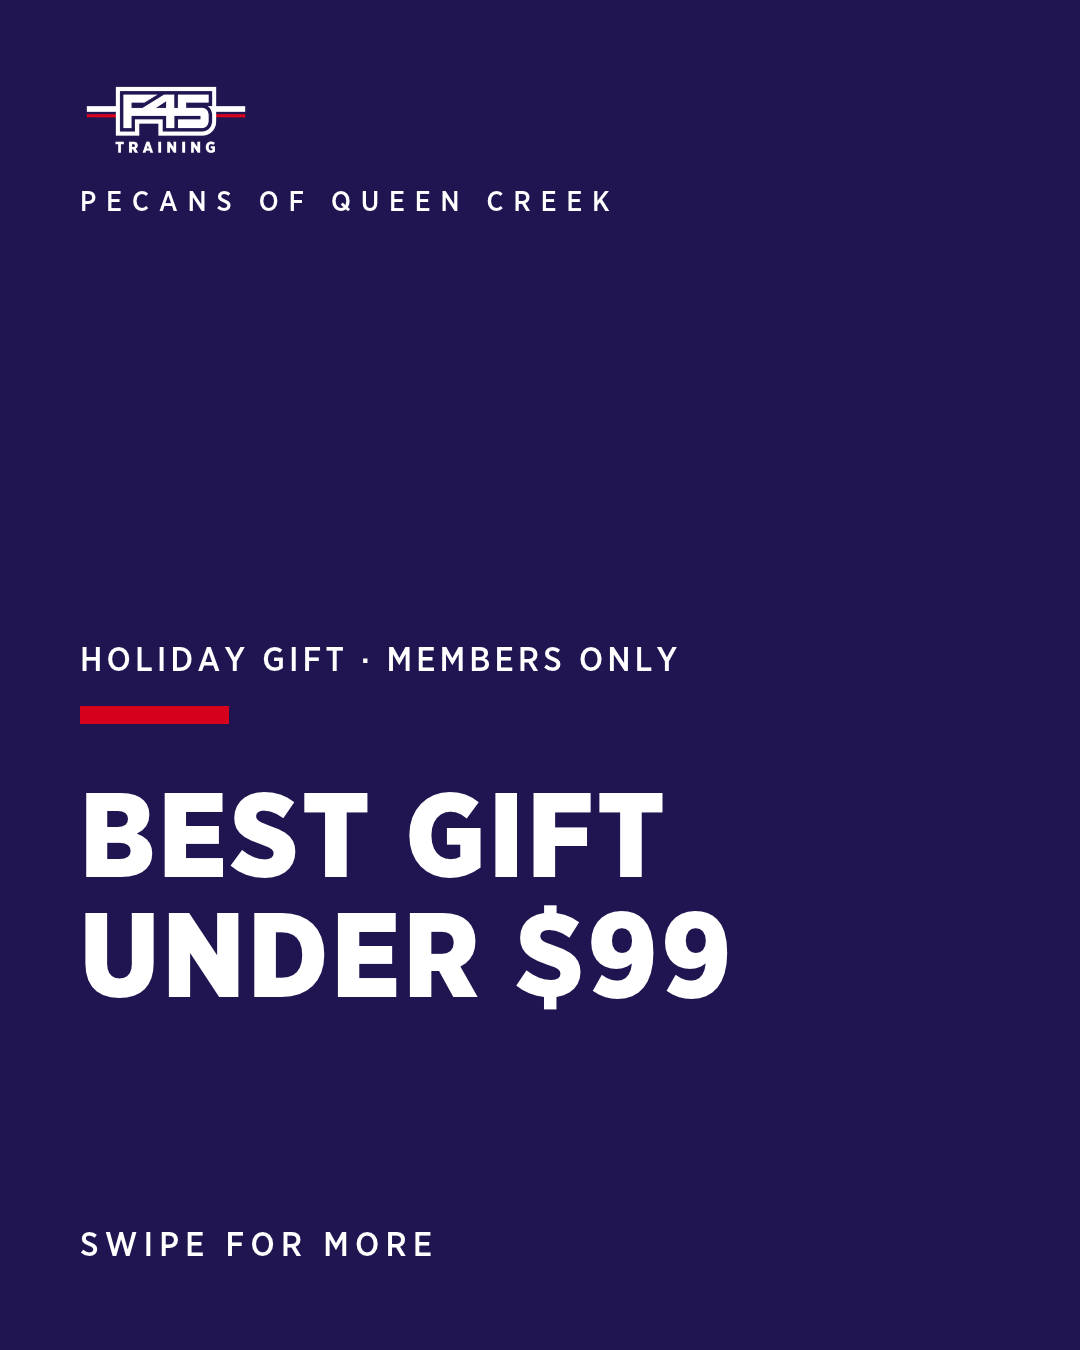 F45
TRAINING
PECANS OF QUEEN CREEK
HOLIDAY GIFT · MEMBERS ONLY
BEST GIFT
UNDER $99
SWIPE FOR MORE